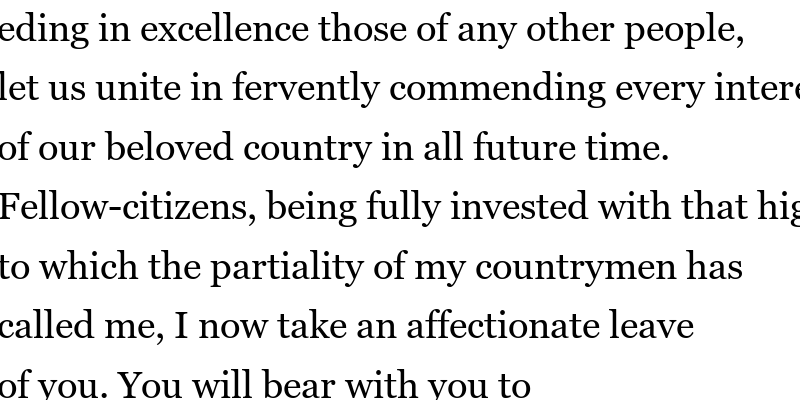 eding in excellence those of any other people,
let us unite in fervently commending every intere
of our beloved country in all future time.
Fellow-citizens, being fully invested with that hig
to which the partiality of my countrymen has
called me, I now take an affectionate leave
of you. You will bear with you to